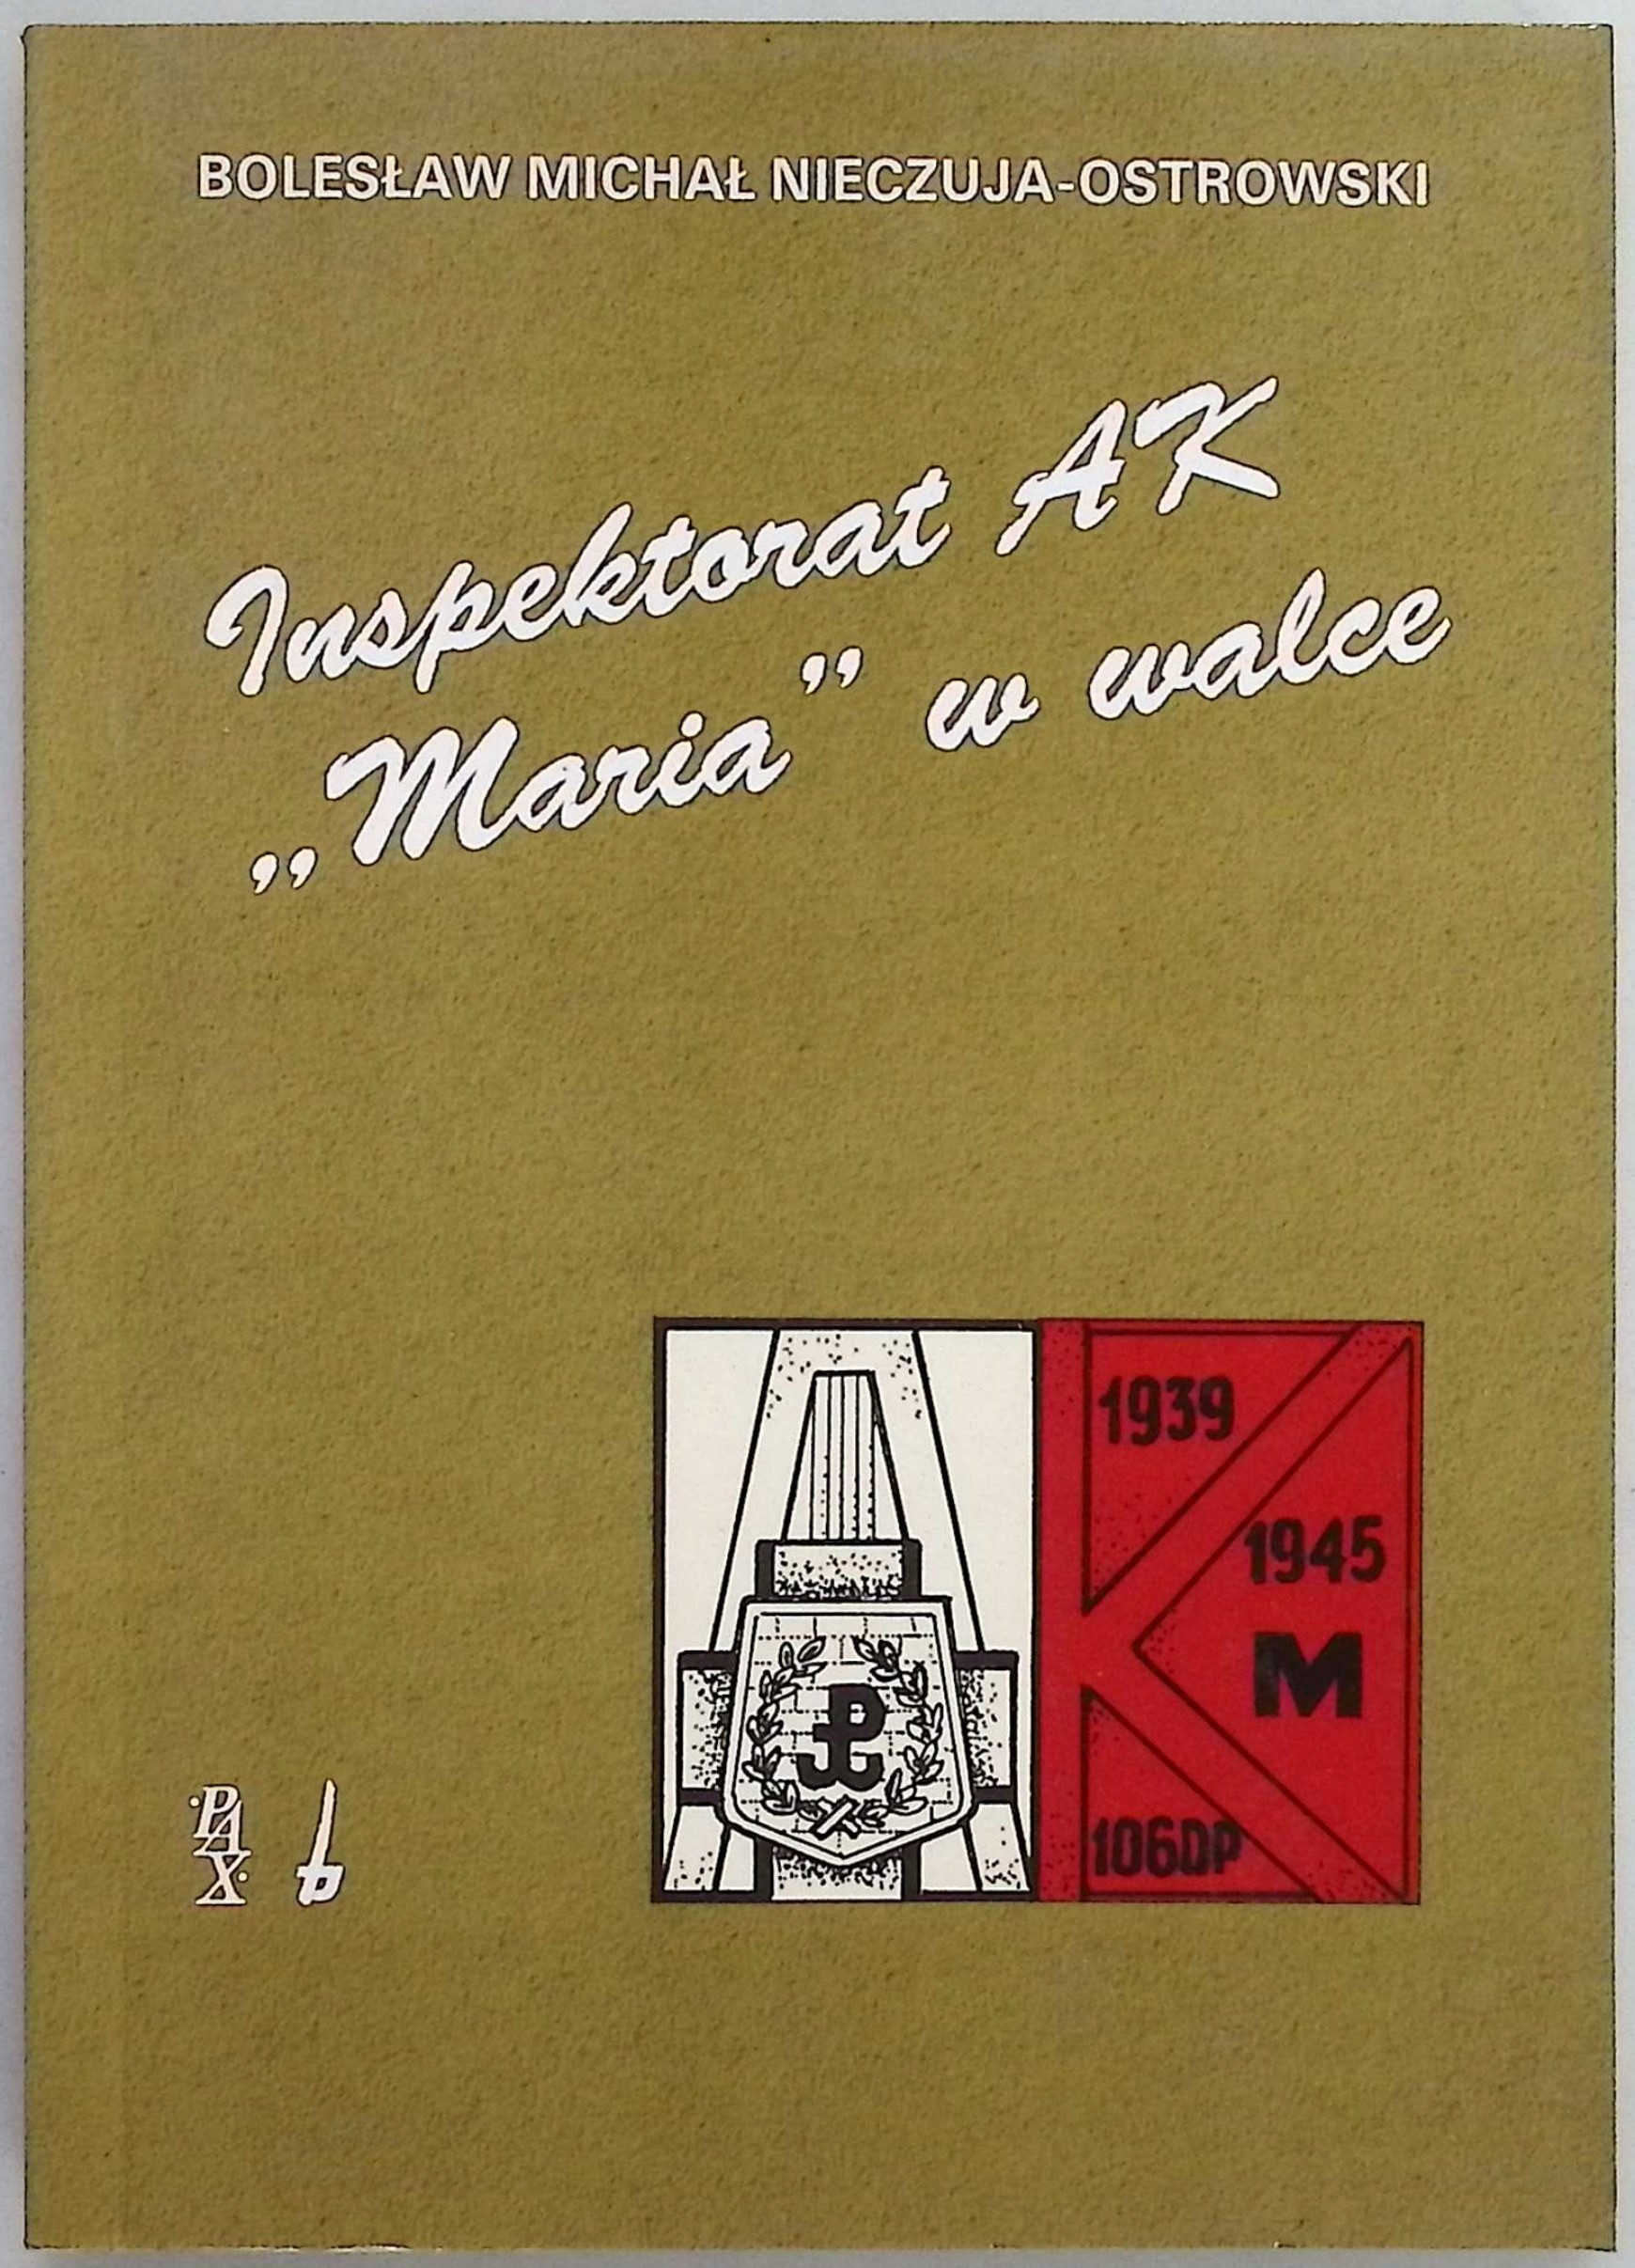 BOLESŁAW MICHAŁ NIECZUJA-OSTROWSKI
Inspektorat AK
„Maria” w walce
1939
1945
M
106DP
PAX